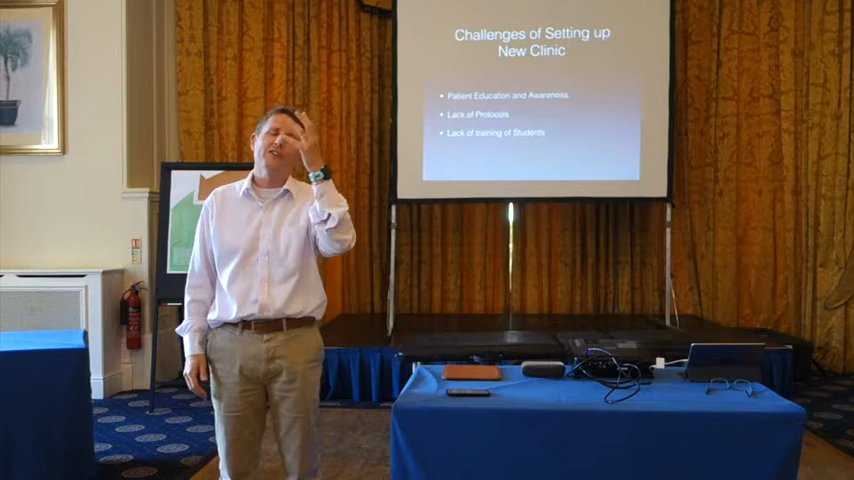 Challenges of Setting up
New Clinic
• Patient Education and Awareness
• Lack of Protocols
• Lack of training of Students